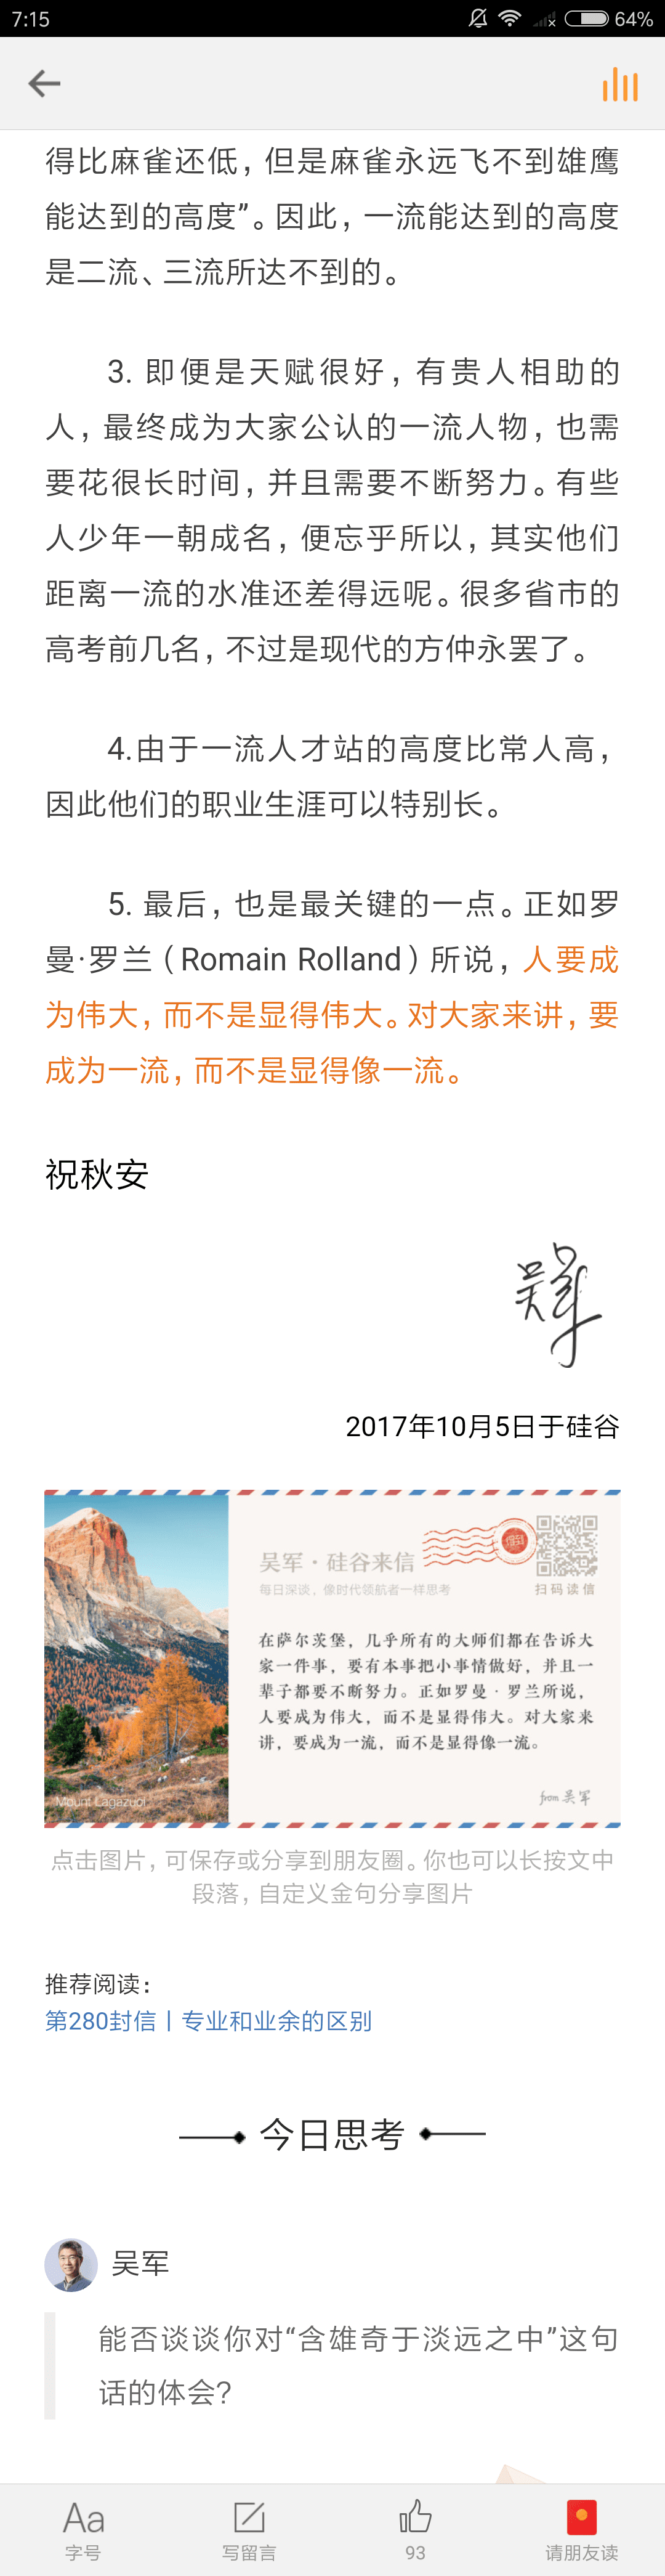 7:15
64%
得比麻雀还低，但是麻雀永远飞不到雄鹰
能达到的高度”。因此，一流能达到的高度
是二流、三流所达不到的。
3. 即便是天赋很好，有贵人相助的
人，最终成为大家公认的一流人物，也需
要花很长时间，并且需要不断努力。有些
人少年一朝成名，便忘乎所以，其实他们
距离一流的水准还差得远呢。很多省市的
高考前几名，不过是现代的方仲永罢了。
4.由于一流人才站的高度比常人高，
因此他们的职业生涯可以特别长。
5. 最后，也是最关键的一点。正如罗
曼·罗兰（Romain Rolland）所说，人要成
为伟大，而不是显得伟大。对大家来讲，要
成为一流，而不是显得像一流。
祝秋安
吴军
2017年10月5日于硅谷
吴军·硅谷来信
每日深谈，像时代领航者一样思考
扫码读信
在萨尔茨堡，几乎所有的大师们都在告诉大
家一件事，要有本事把小事情做好，并且一
辈子都要不断努力。正如罗曼·罗兰所说，
人要成为伟大，而不是显得伟大。对大家来
讲，要成为一流，而不是显得像一流。
from 吴军
Mount Lagazuoi
点击图片，可保存或分享到朋友圈。你也可以长按文中
段落，自定义金句分享图片
推荐阅读：
第280封信丨专业和业余的区别
今日思考
吴军
能否谈谈你对“含雄奇于淡远之中”这句
话的体会？
Aa
字号
写留言
93
请朋友读